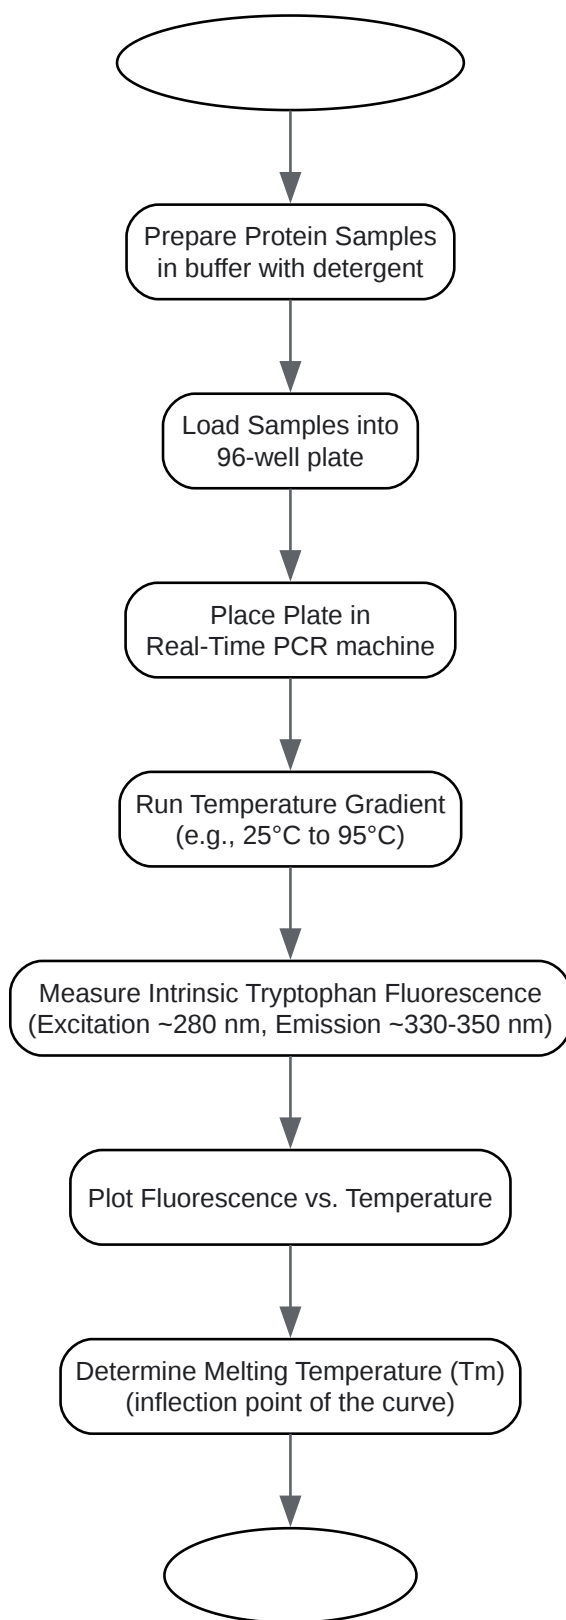 Prepare Protein Samples
in buffer with detergent
Load Samples into
96-well plate
Place Plate in
Real-Time PCR machine
Run Temperature Gradient
(e.g., 25°C to 95°C)
Measure Intrinsic Tryptophan Fluorescence
(Excitation ~280 nm, Emission ~330-350 nm)
Plot Fluorescence vs. Temperature
Determine Melting Temperature (Tm)
(inflection point of the curve)